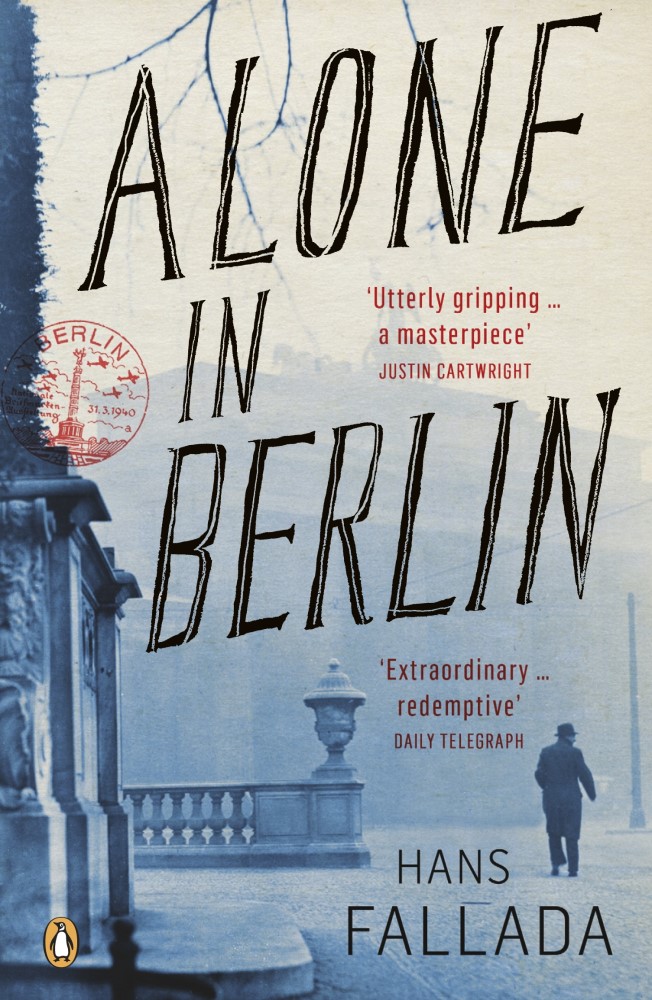 ALONE
IN
BERLIN
‘Utterly gripping ...
a masterpiece’
JUSTIN CARTWRIGHT
BERLIN
31.3.1940
a
‘Extraordinary ...
redemptive’
DAILY TELEGRAPH
HANS
FALLADA